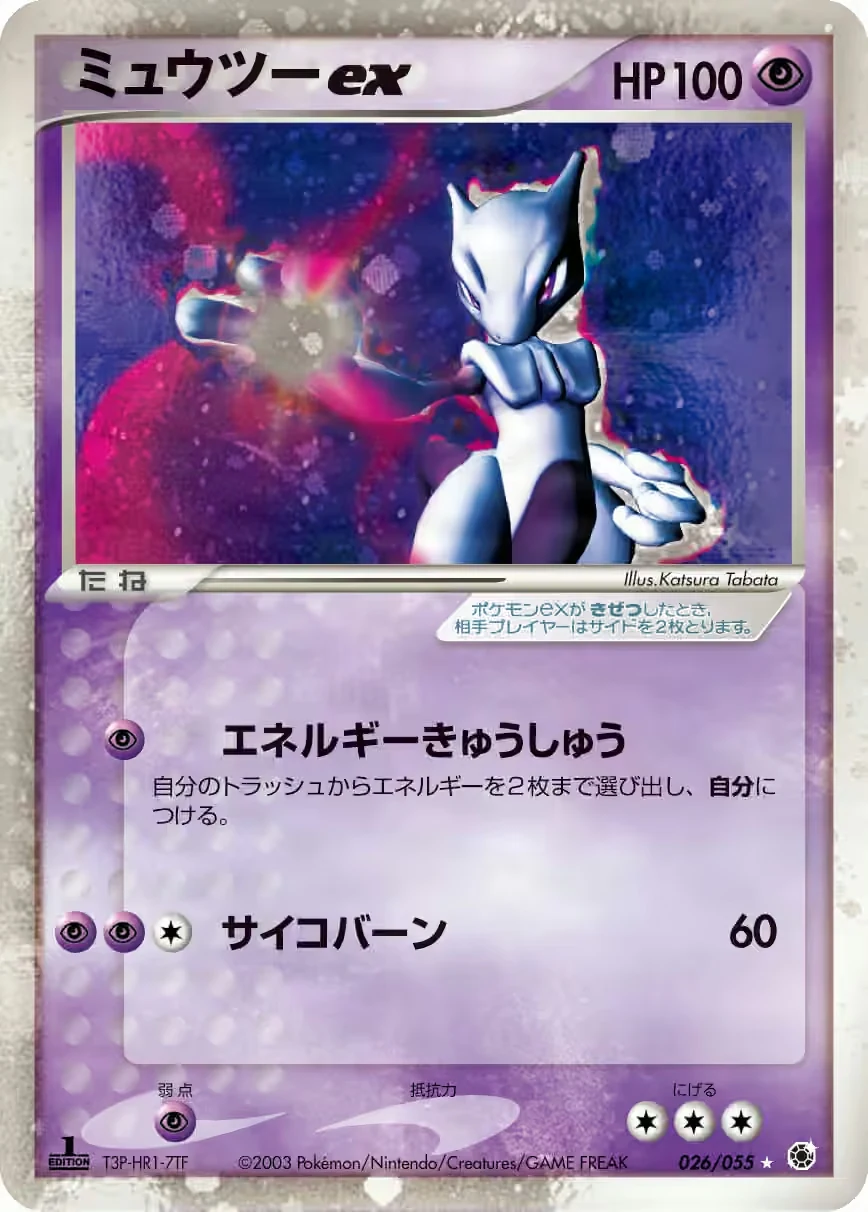 ミュウツーex HP100
たね Illus.Katsura Tabata
ポケモンexが きぜつしたとき、
相手プレイヤーはサイドを2枚とります。
エネルギーきゅうしゅう
自分のトラッシュからエネルギーを2枚まで選び出し、自分に
つける。
サイコバーン 60
弱点 抵抗力 にげる
1 EDITION T3P-HR1-7TF ©2003 Pokémon/Nintendo/Creatures/GAME FREAK 026/055 ★